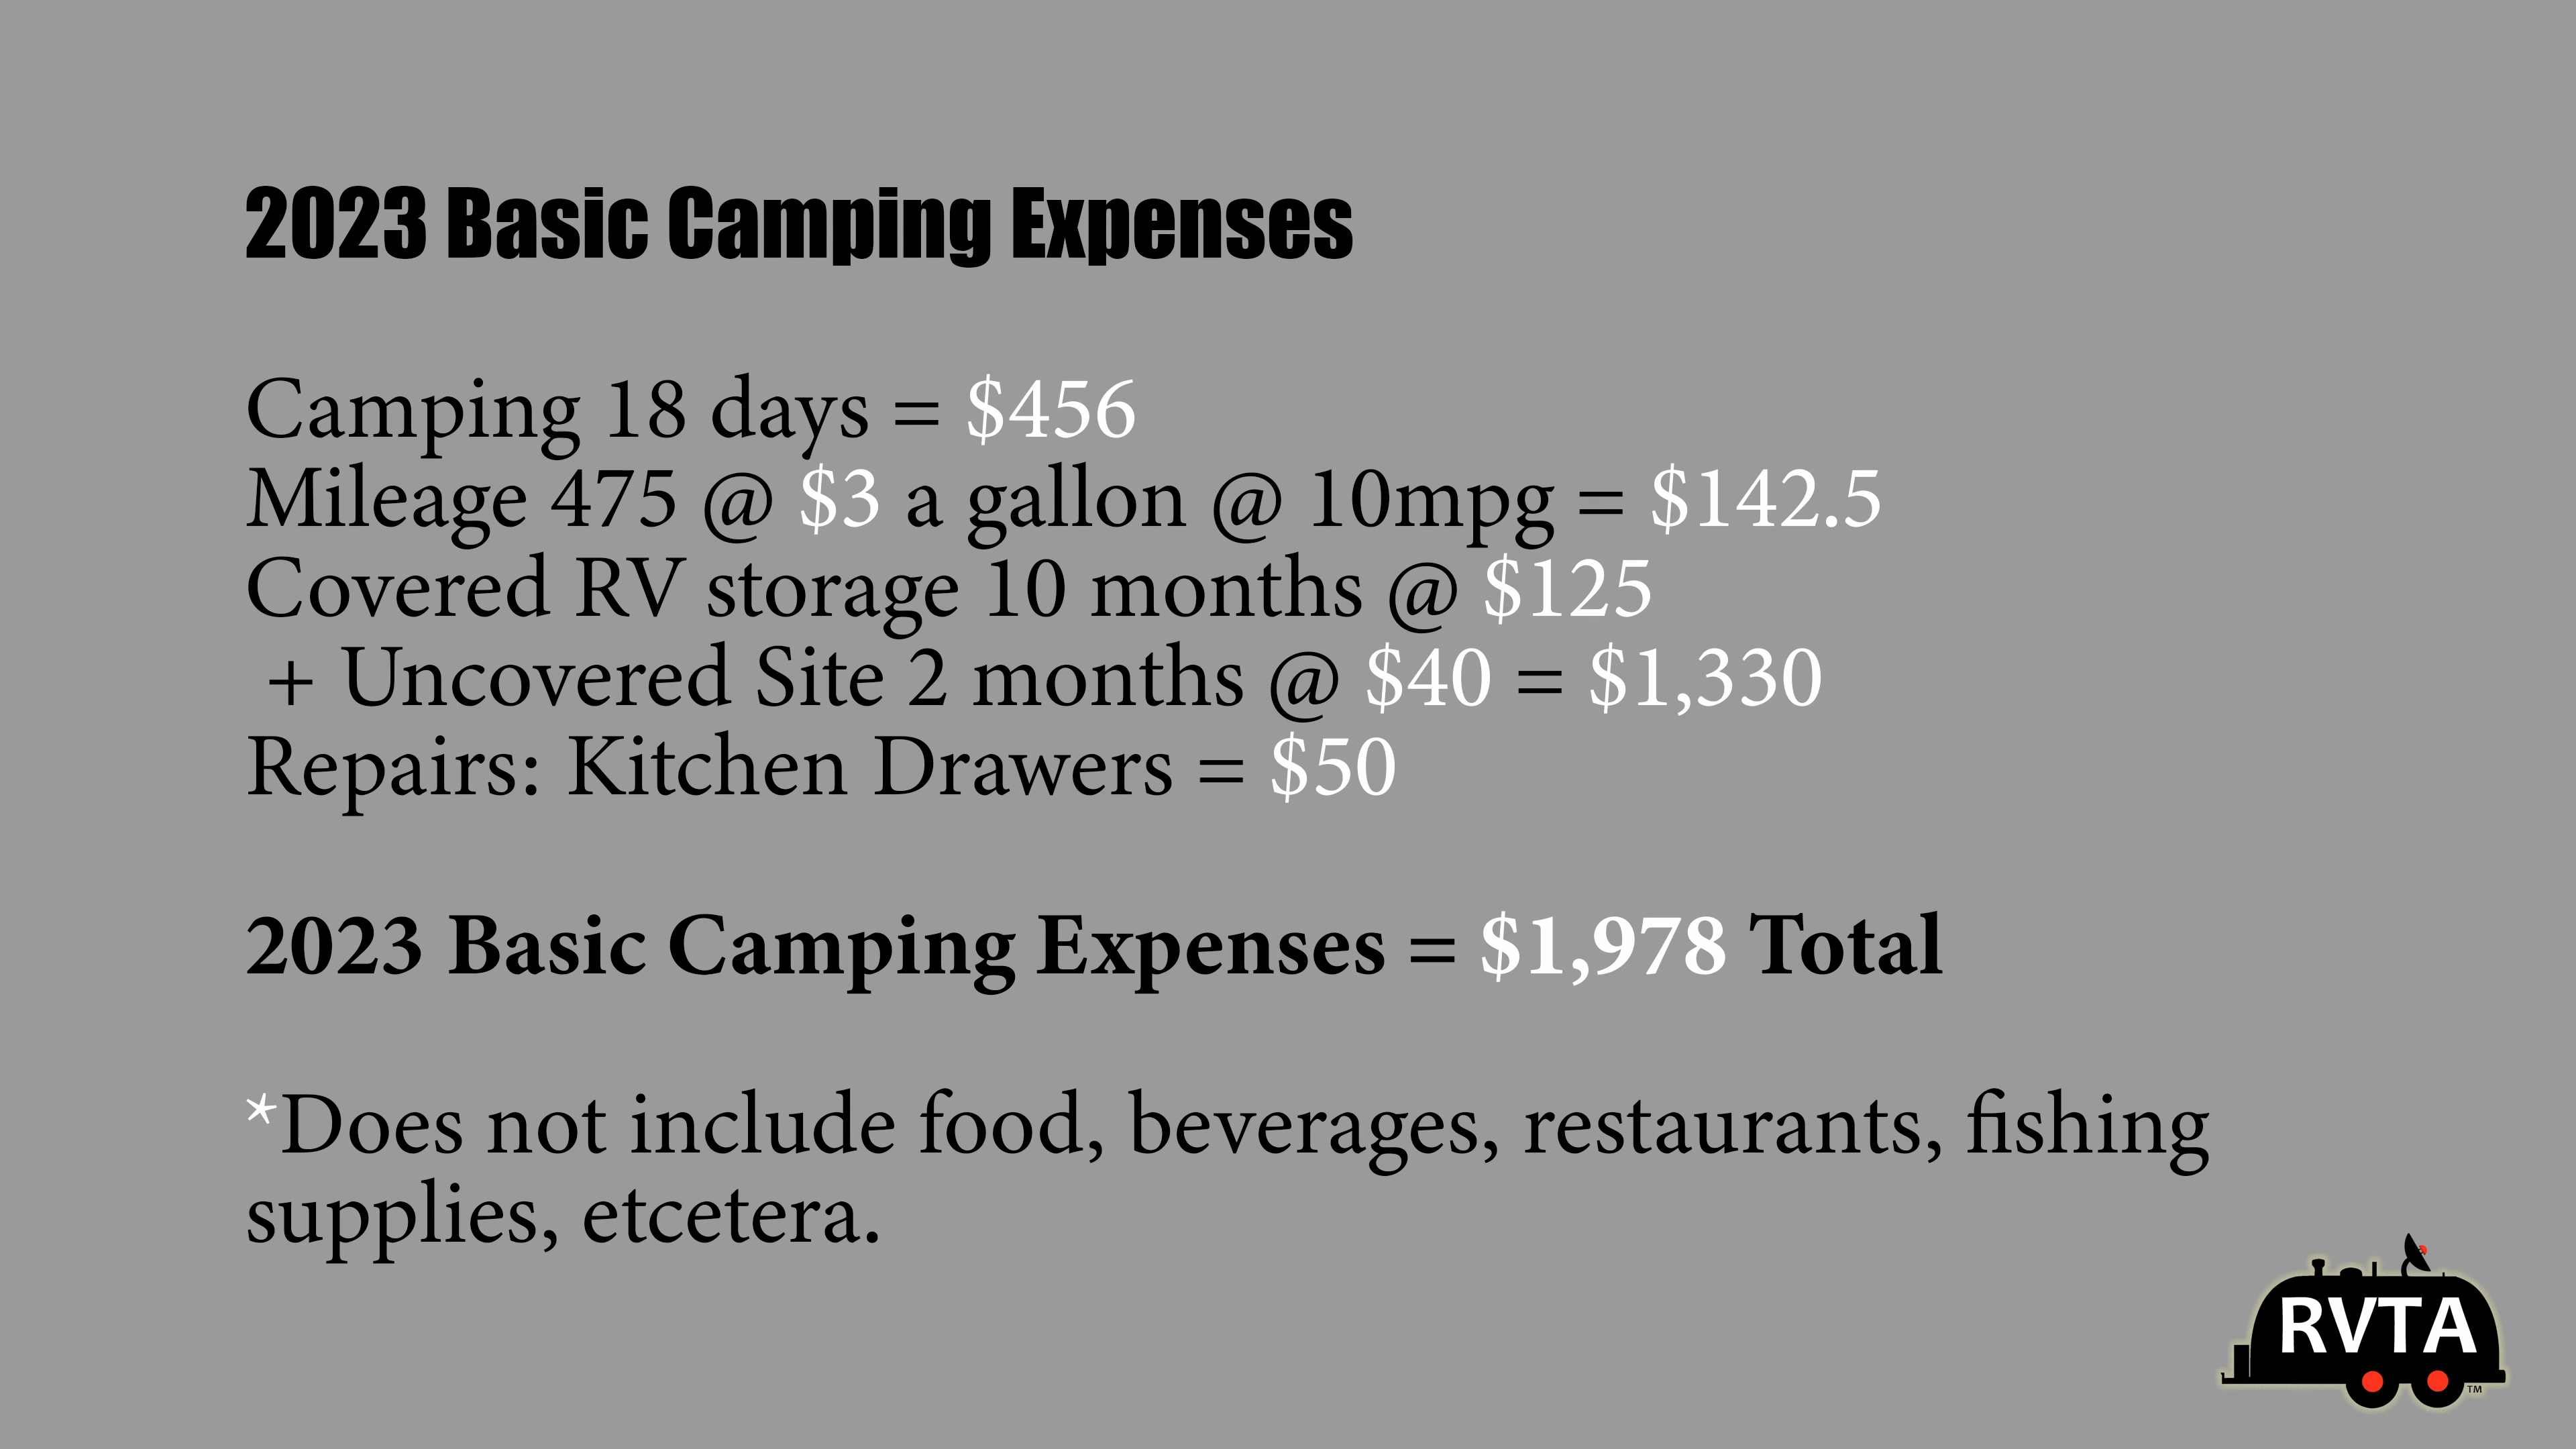 2023 Basic Camping Expenses
Camping 18 days = $456
Mileage 475 @ $3 a gallon @ 10mpg = $142.5
Covered RV storage 10 months @ $125
+ Uncovered Site 2 months @ $40 = $1,330
Repairs: Kitchen Drawers = $50
2023 Basic Camping Expenses = $1,978 Total
*Does not include food, beverages, restaurants, fishing
supplies, etcetera.
RVTA
TM